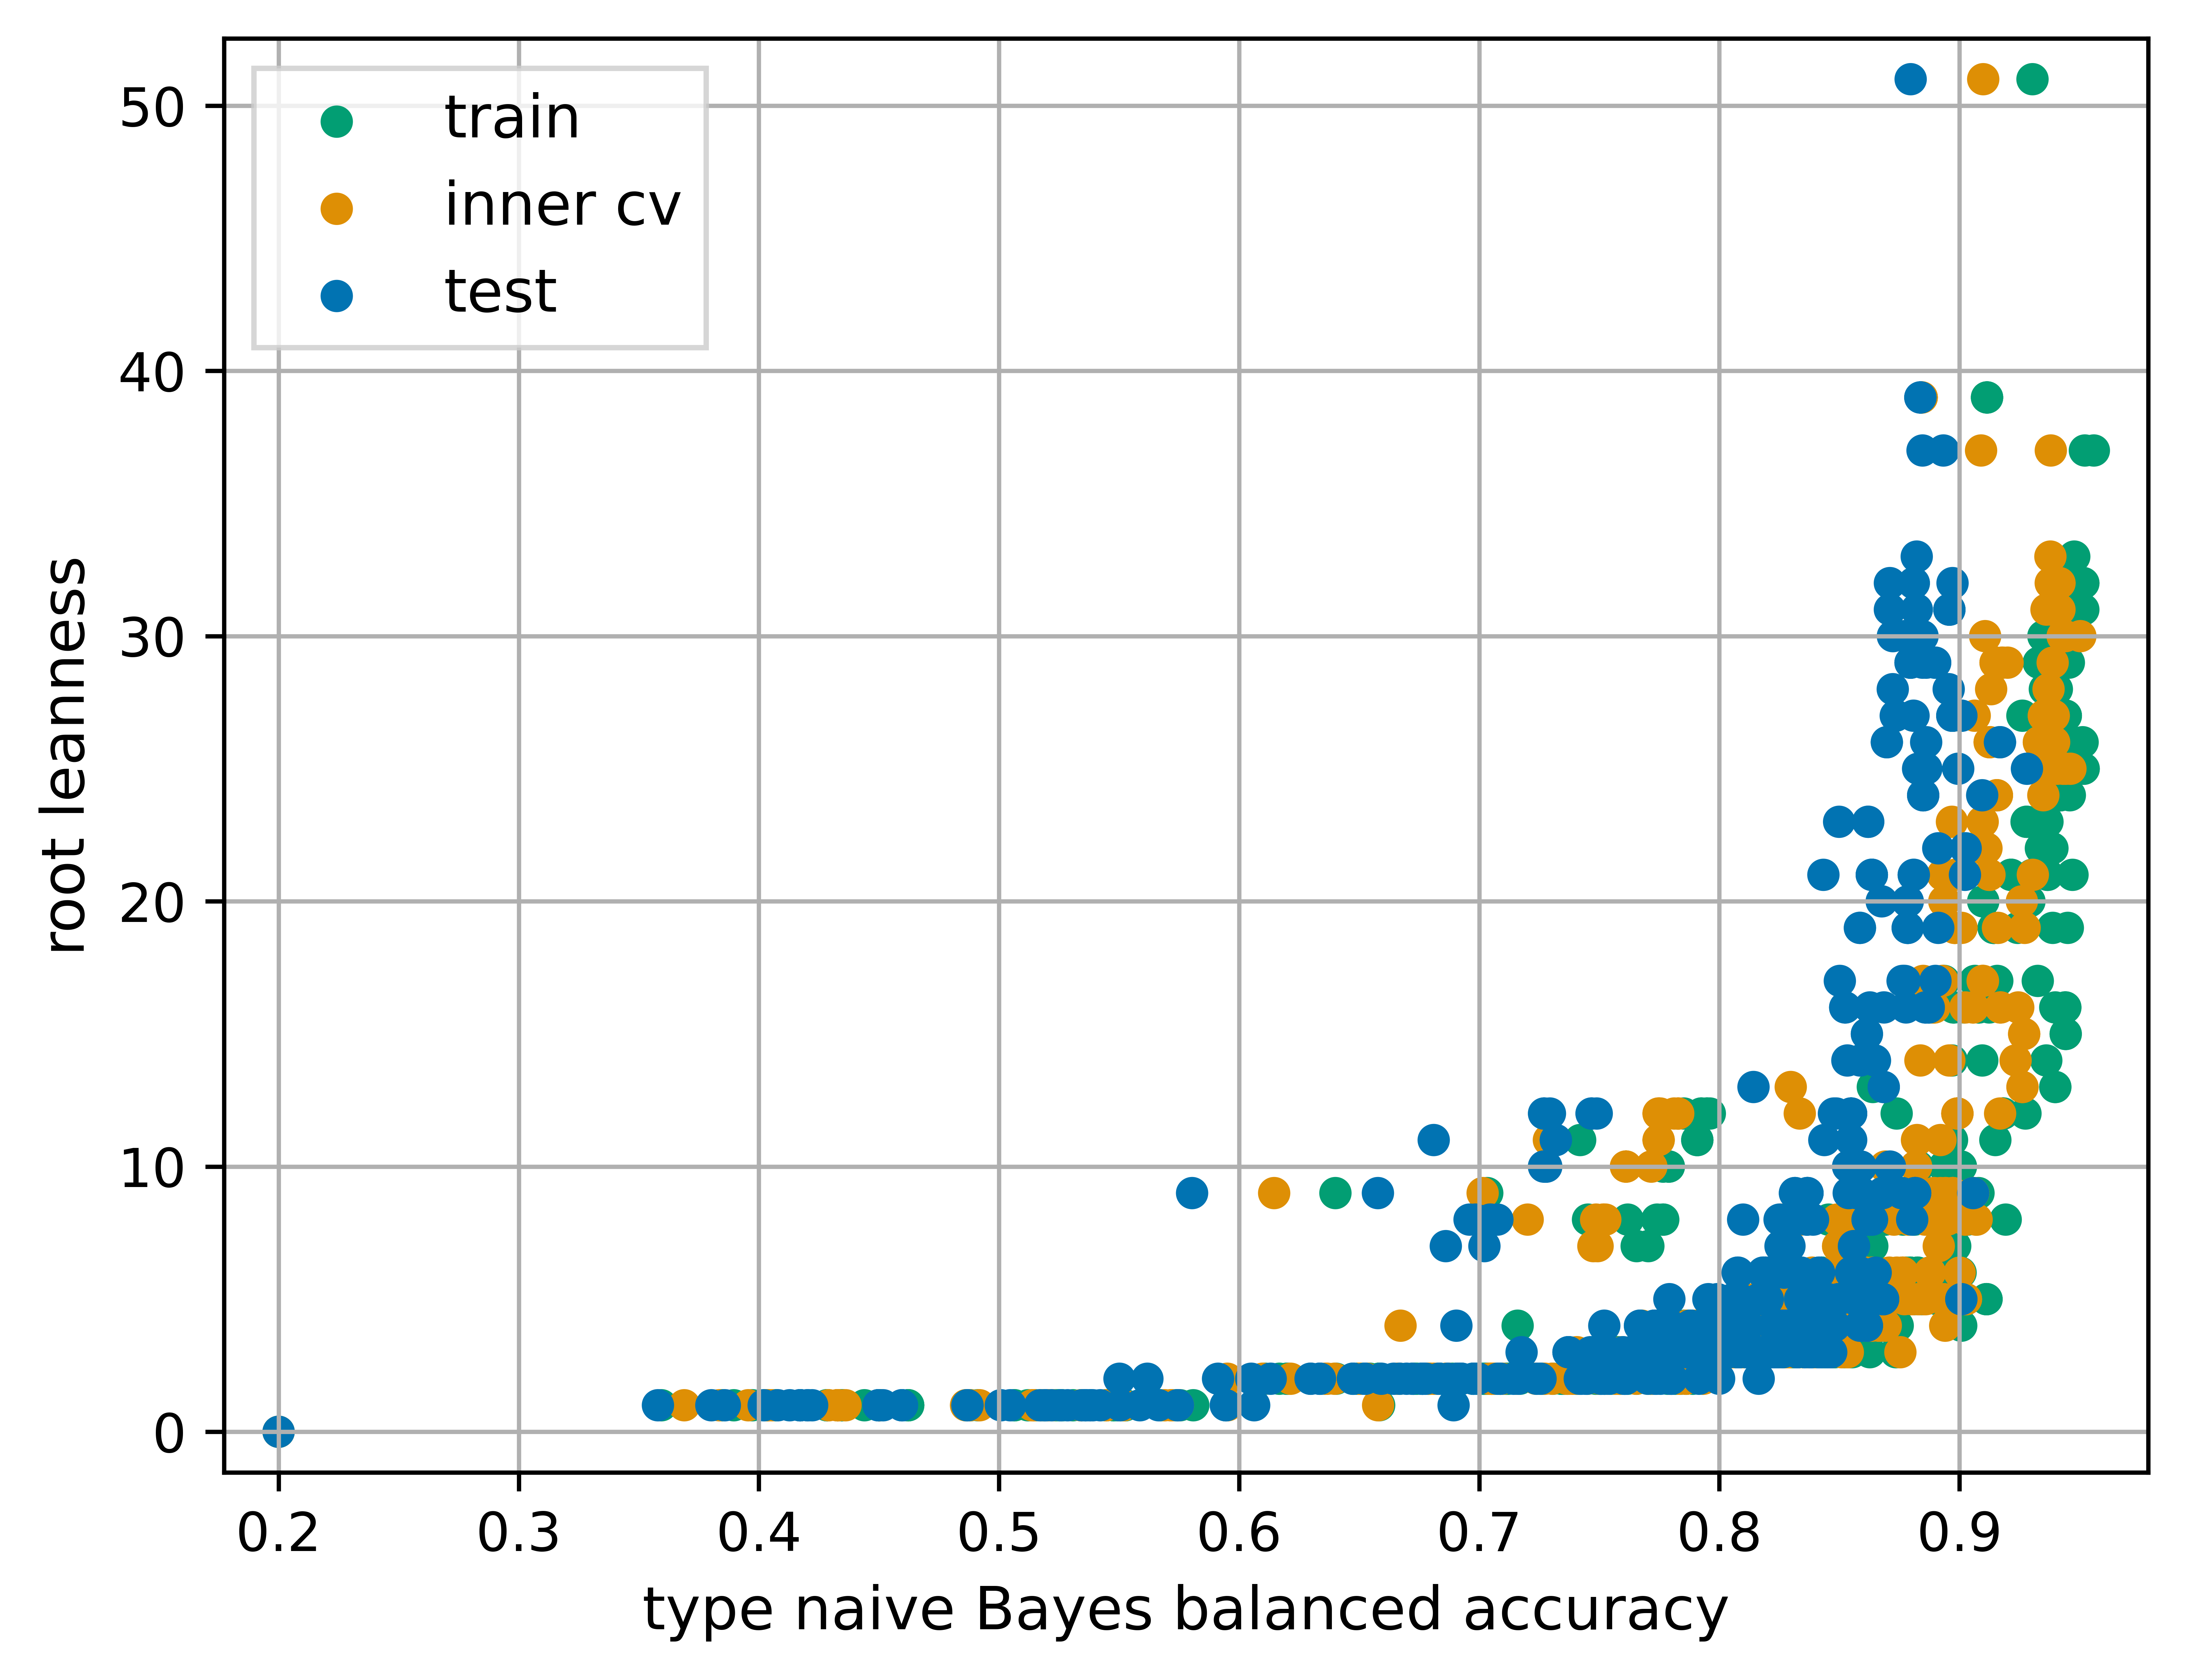 train
inner cv
test
50
40
30
20
10
0
root leanness
0.2 0.3 0.4 0.5 0.6 0.7 0.8 0.9
type naive Bayes balanced accuracy